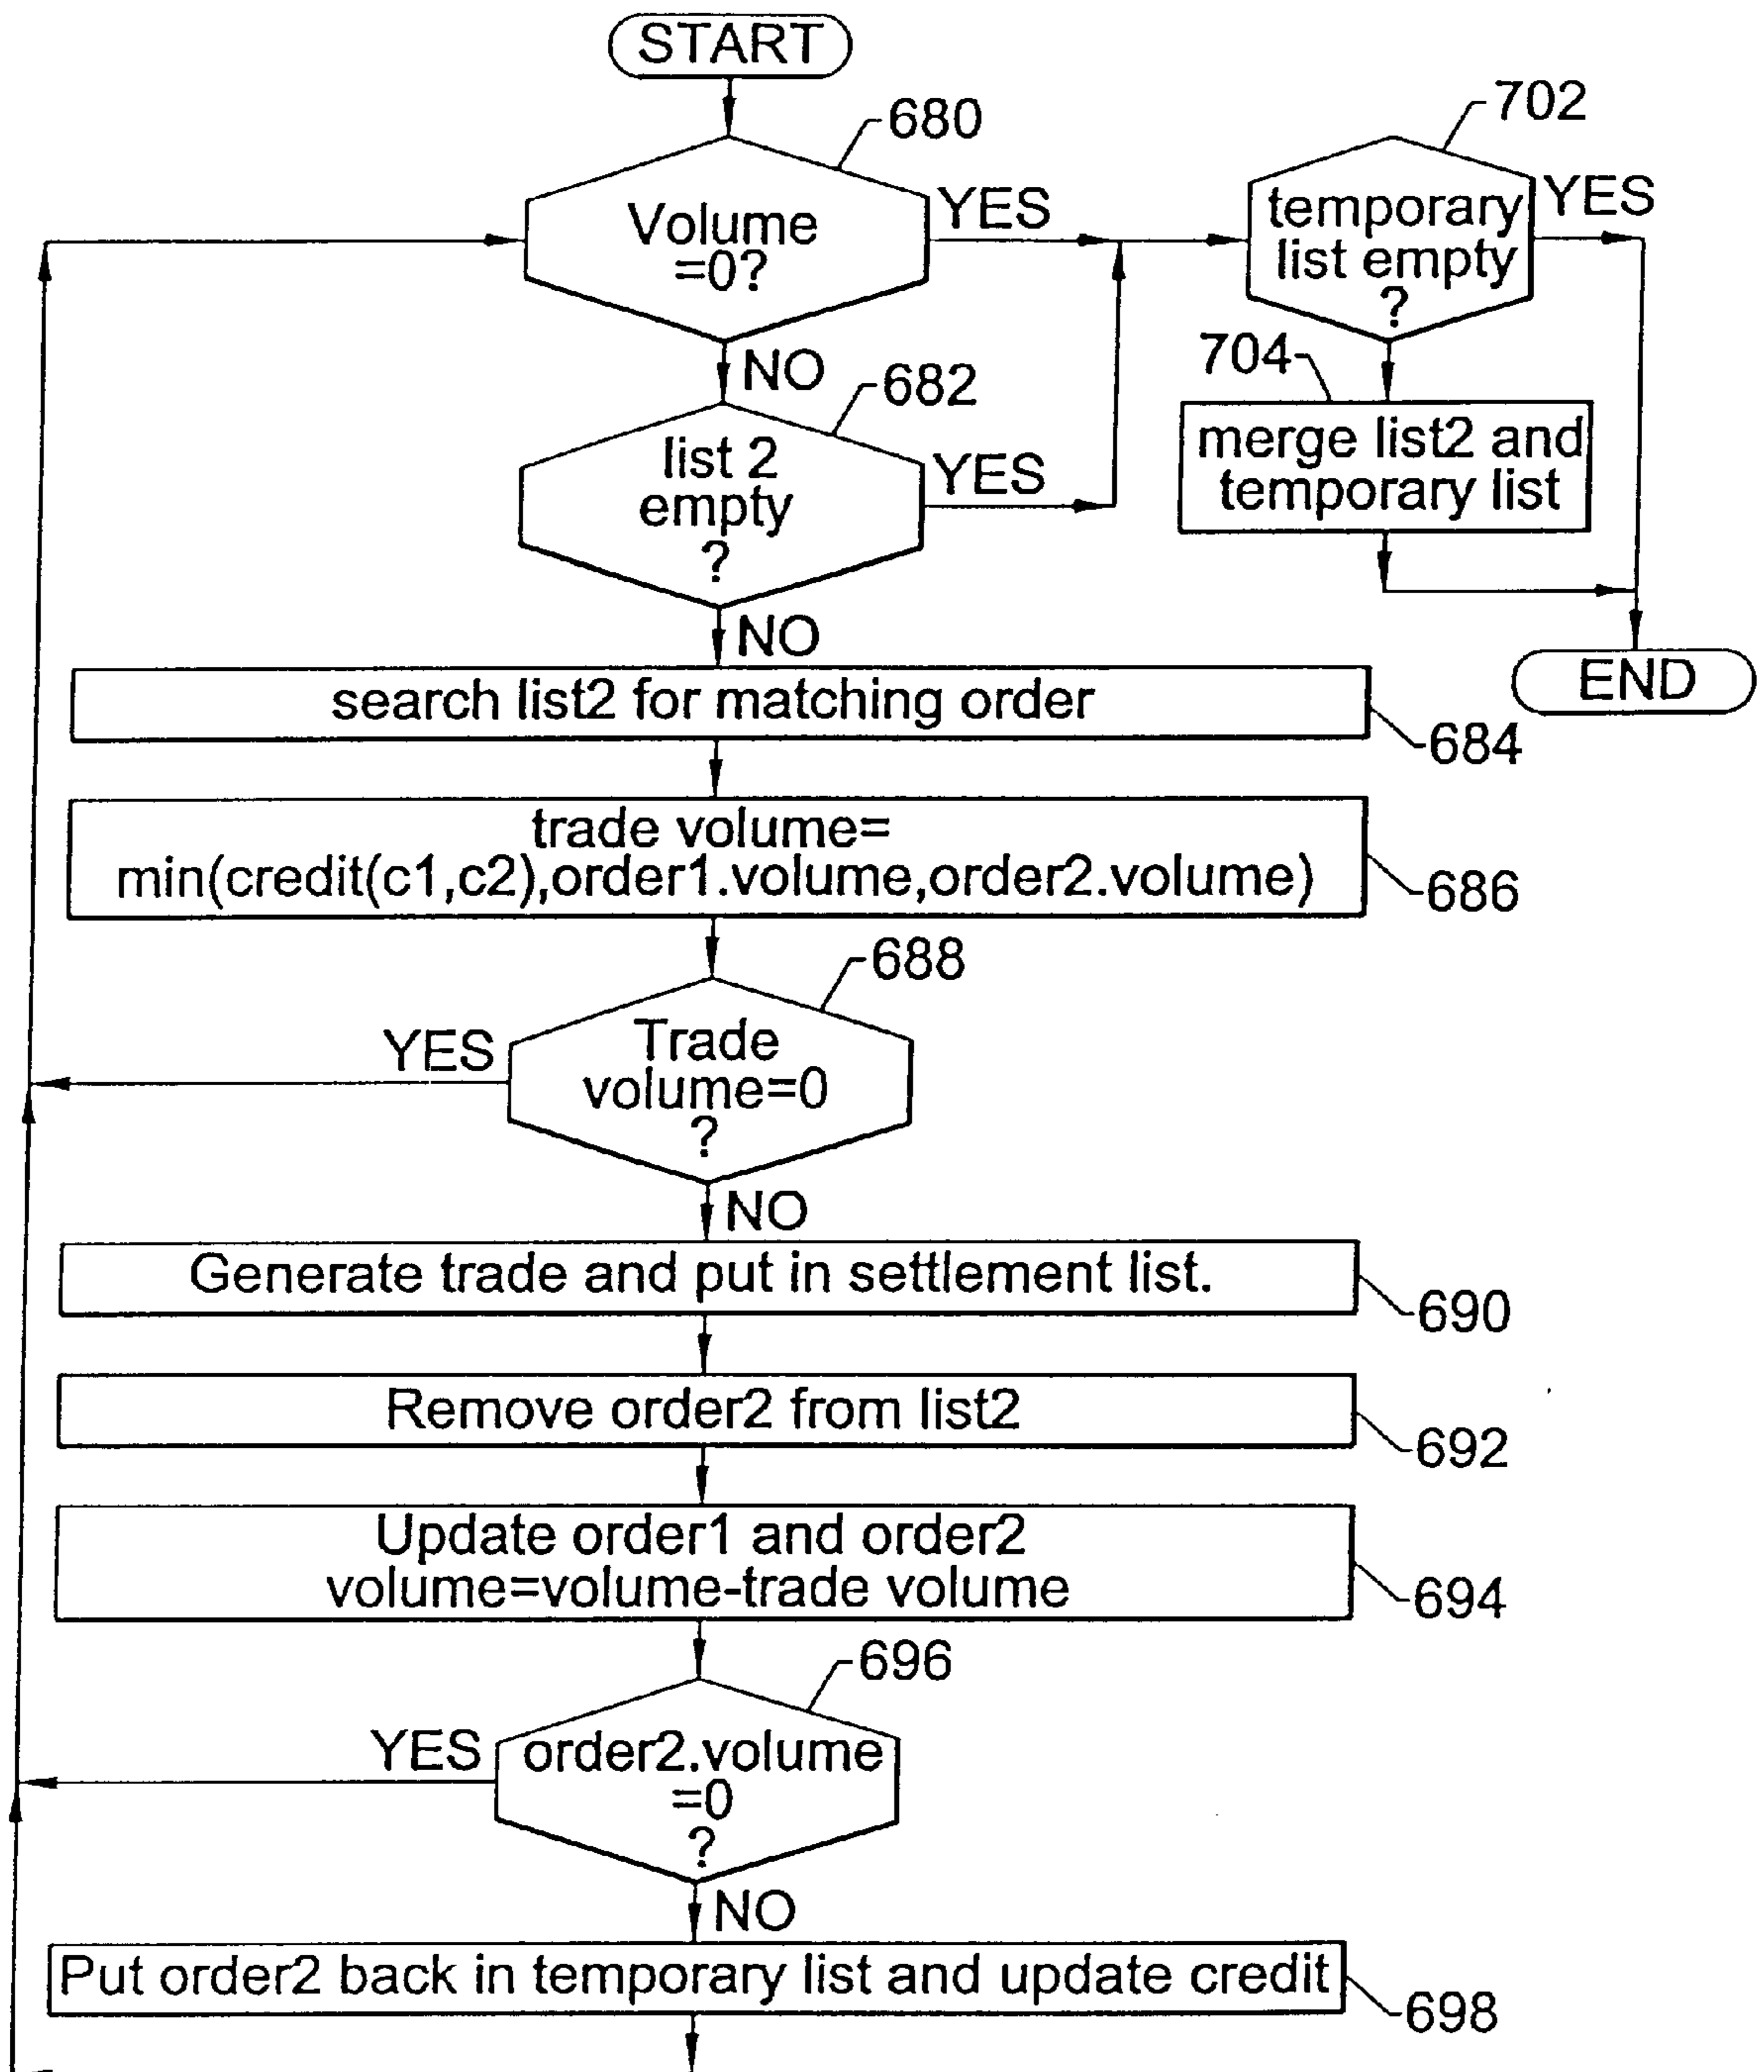 START
680
Volume
=0?
YES
NO
702
temporary
list empty
?
YES
704
merge list2 and
temporary list
END
682
list 2
empty
?
YES
NO
search list2 for matching order
684
trade volume=
min(credit(c1,c2),order1.volume,order2.volume)
686
688
Trade
volume=0
?
YES
NO
Generate trade and put in settlement list.
690
Remove order2 from list2
692
Update order1 and order2
volume=volume-trade volume
694
696
order2.volume
=0
?
YES
NO
Put order2 back in temporary list and update credit
698